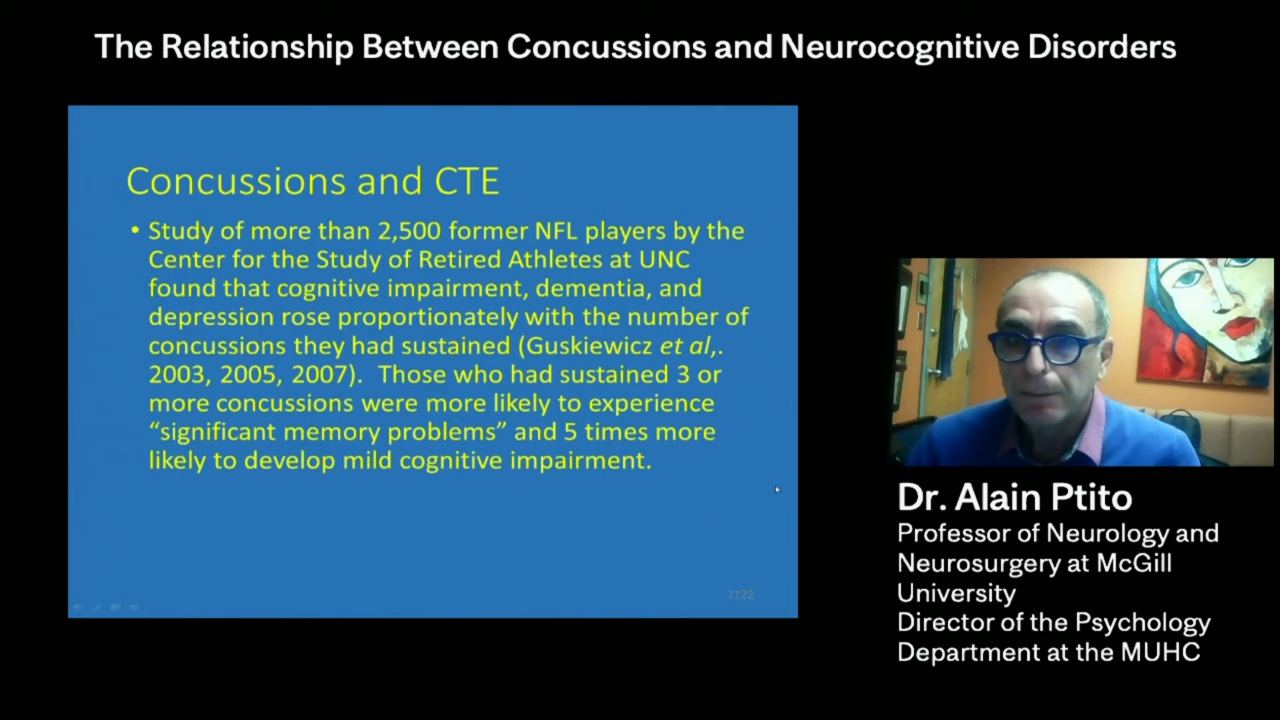 The Relationship Between Concussions and Neurocognitive Disorders
Concussions and CTE
• Study of more than 2,500 former NFL players by the
Center for the Study of Retired Athletes at UNC
found that cognitive impairment, dementia, and
depression rose proportionately with the number of
concussions they had sustained (Guskiewicz et al,.
2003, 2005, 2007).  Those who had sustained 3 or
more concussions were more likely to experience
“significant memory problems” and 5 times more
likely to develop mild cognitive impairment.
Dr. Alain Ptito
Professor of Neurology and
Neurosurgery at McGill
University
Director of the Psychology
Department at the MUHC